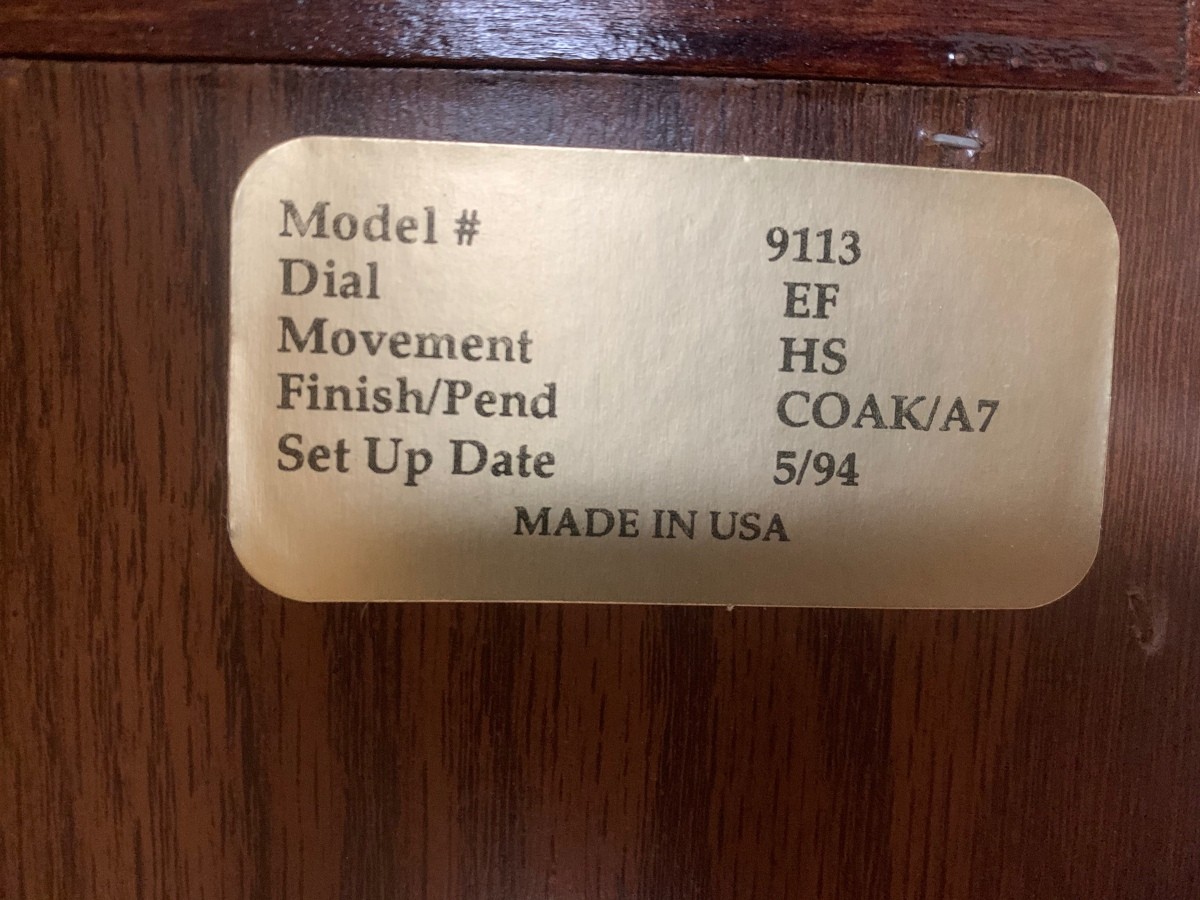 Model # 9113
Dial EF
Movement HS
Finish/Pend COAK/A7
Set Up Date 5/94
MADE IN USA